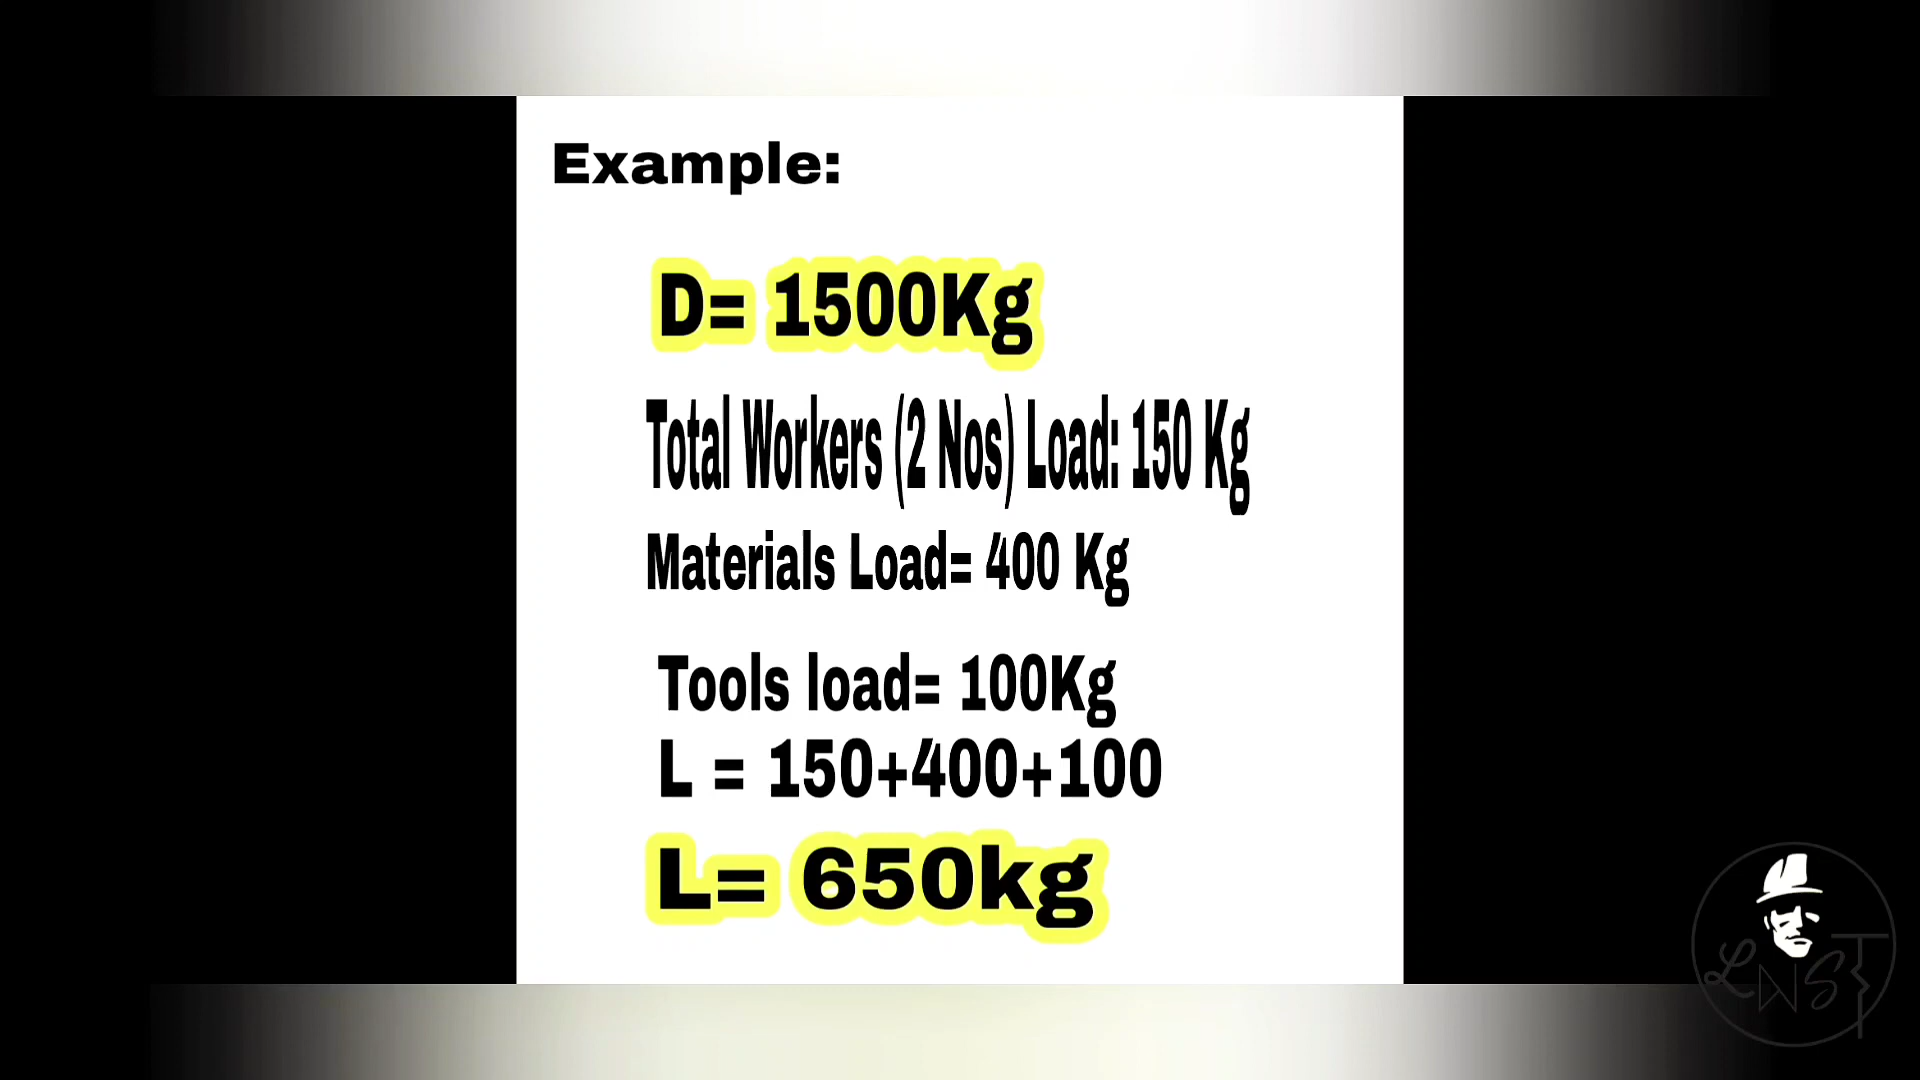 Example:
D= 1500Kg
Total Workers (2 Nos) Load: 150 Kg
Materials Load= 400 Kg
Tools load= 100Kg
L = 150+400+100
L= 650kg